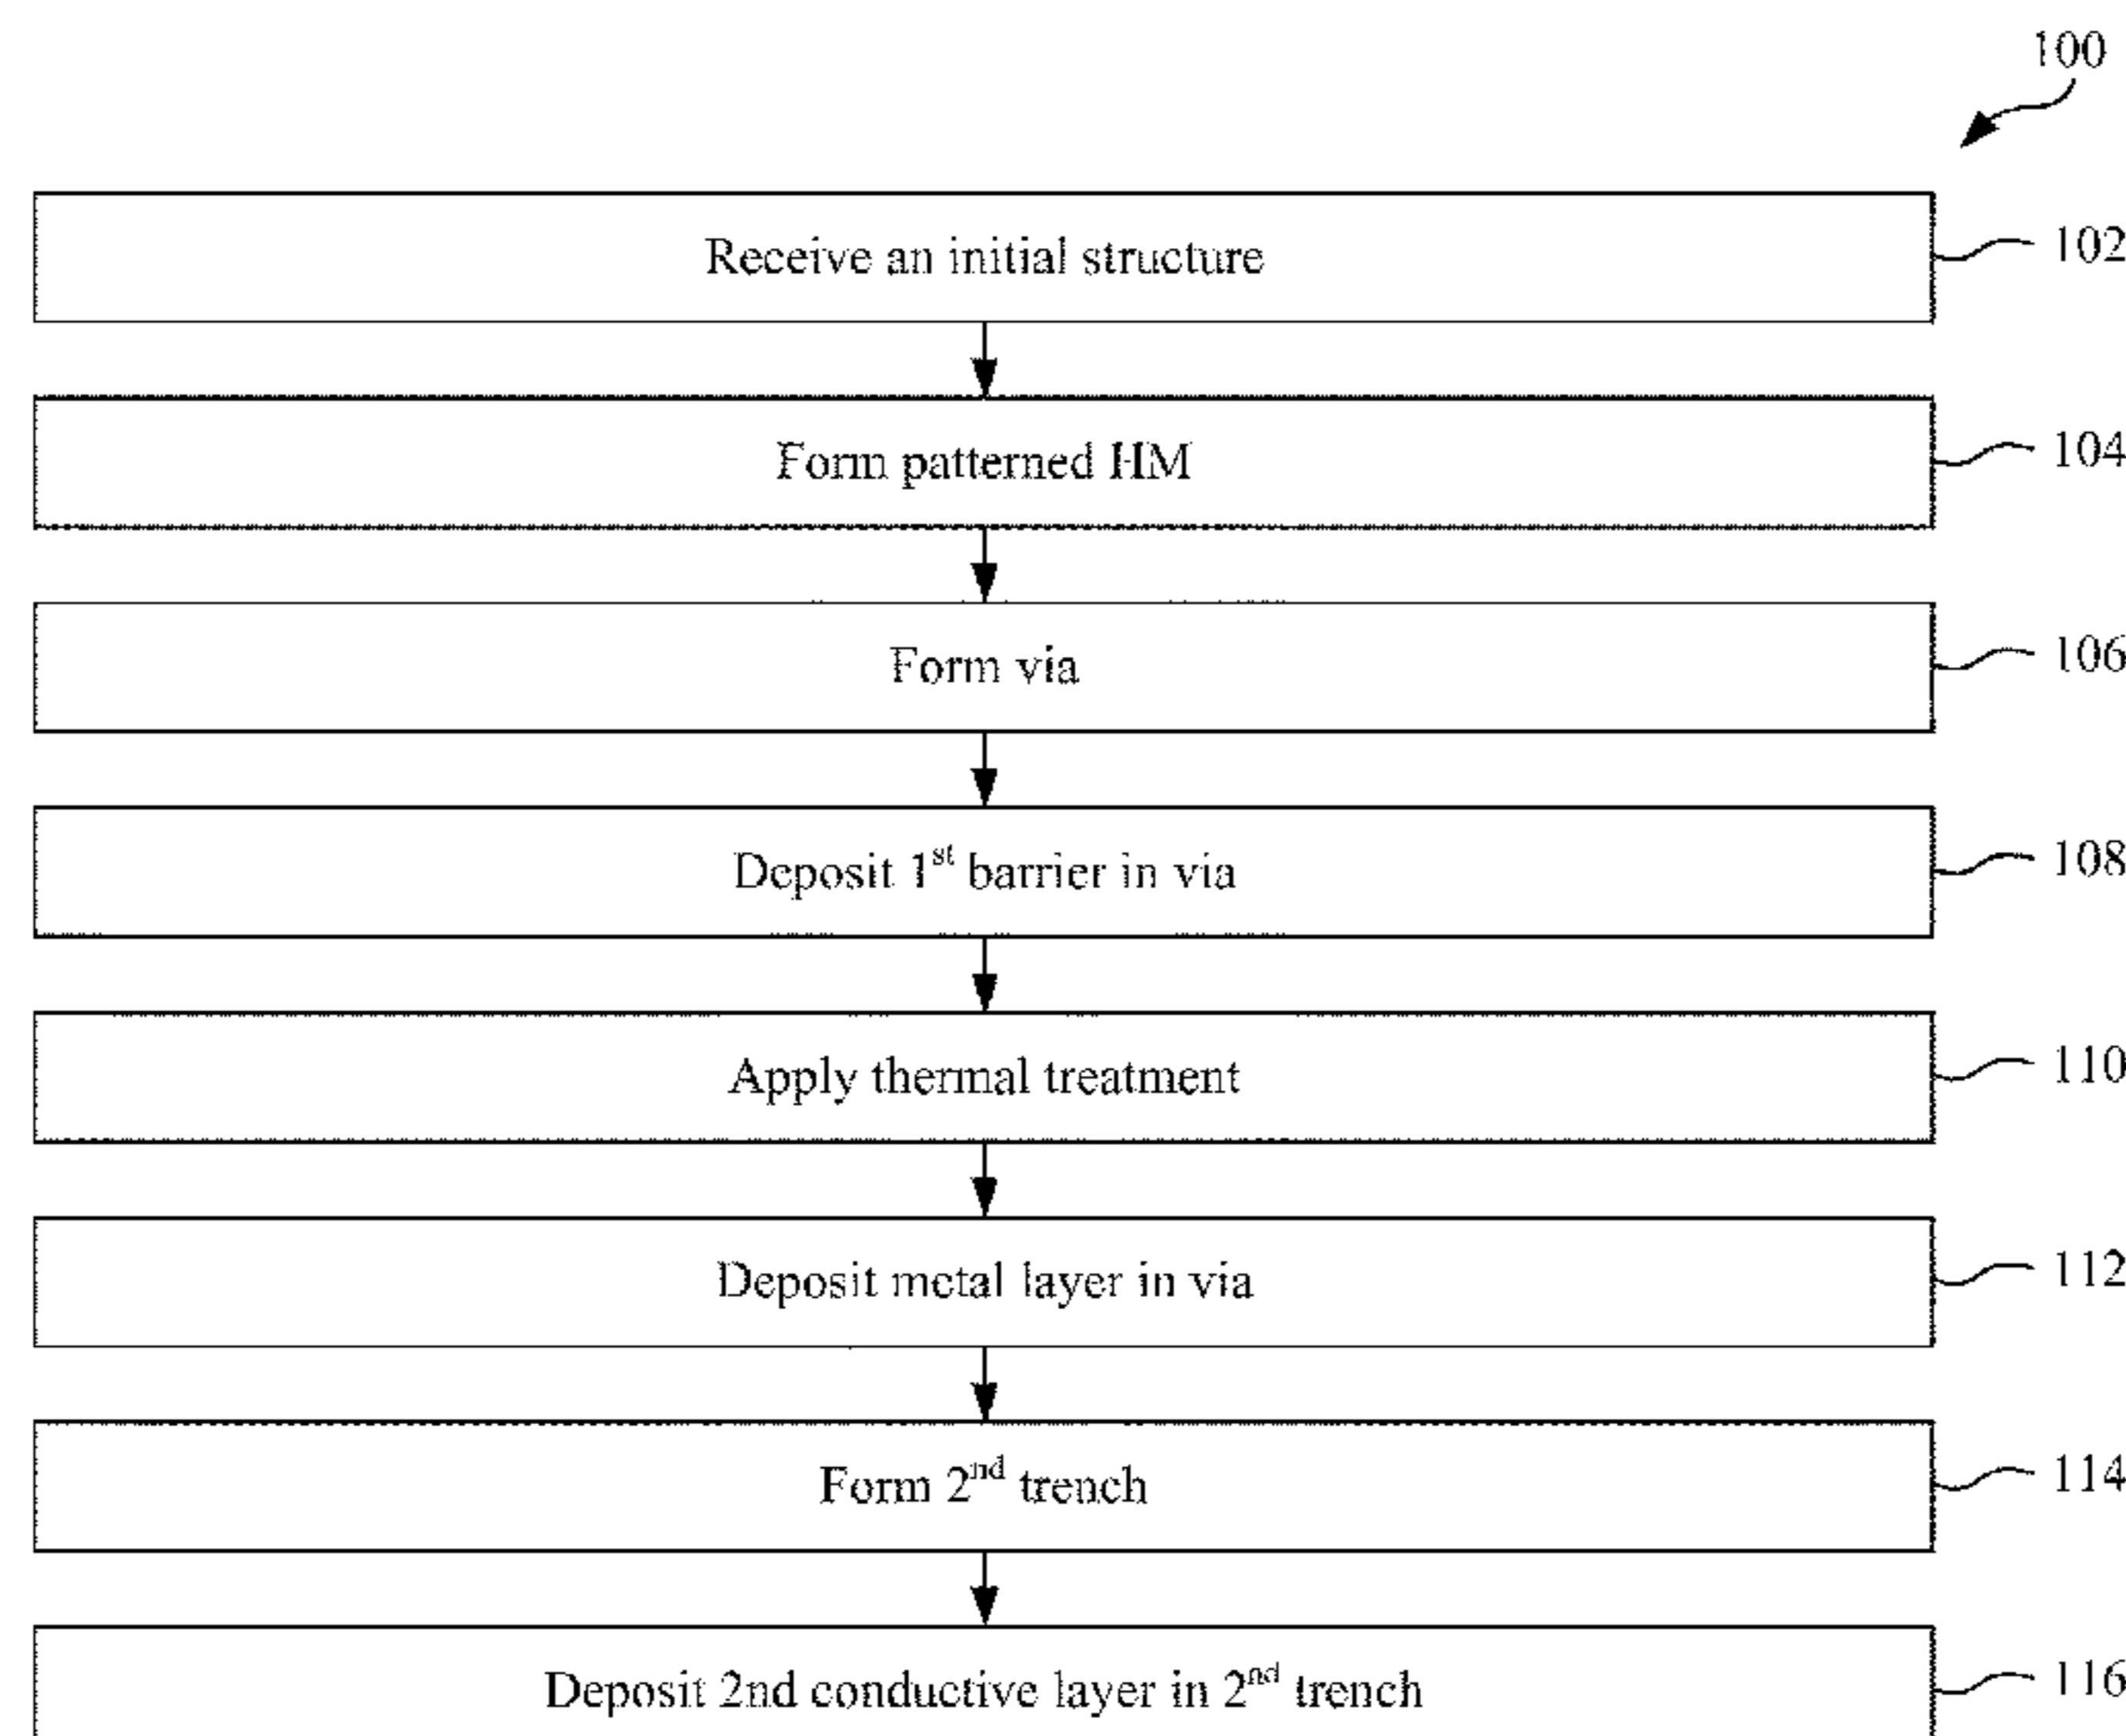 100
Receive an initial structure 102
Form patterned HM 104
Form via 106
Deposit 1st barrier in via 108
Apply thermal treatment 110
Deposit metal layer in via 112
Form 2nd trench 114
Deposit 2nd conductive layer in 2nd trench 116